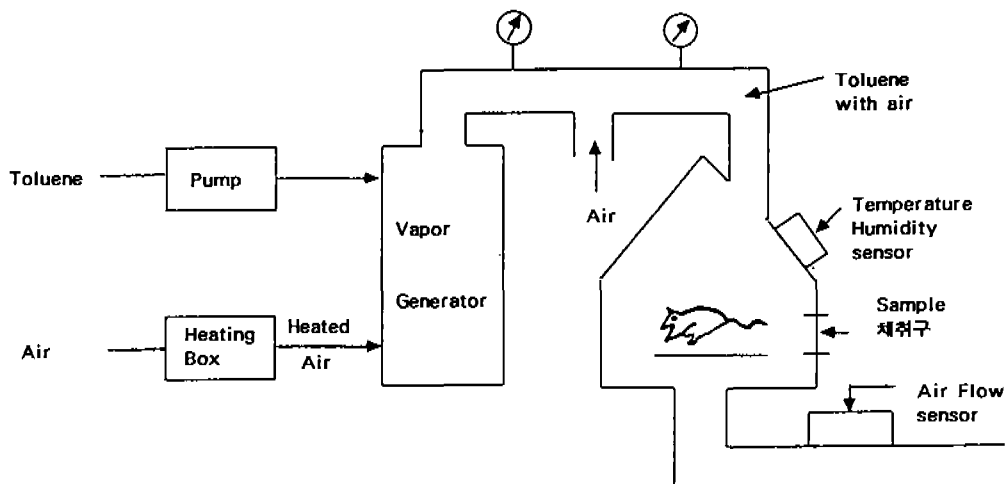 Toluene
with air
Toluene
Pump
Air
Vapor
Generator
Temperature
Humidity
sensor
Air
Heating
Box
Heated
Air
Sample
채취구
Air Flow
sensor